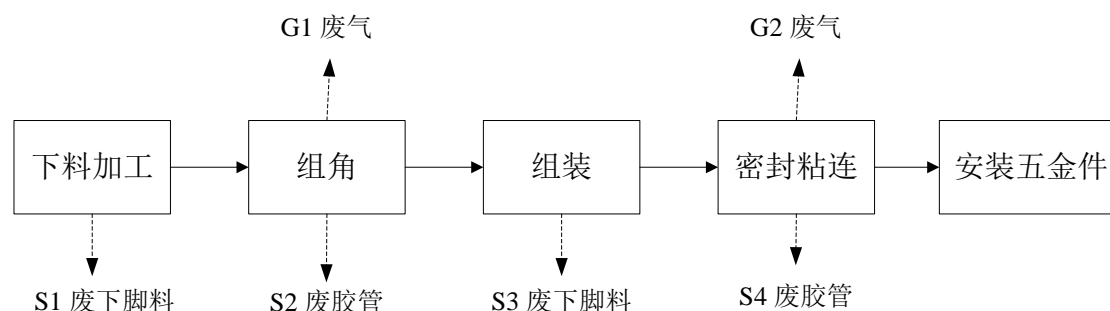 G1 废气
G2 废气
下料加工
组角
组装
密封粘连
安装五金件
S1 废下脚料
S2 废胶管
S3 废下脚料
S4 废胶管